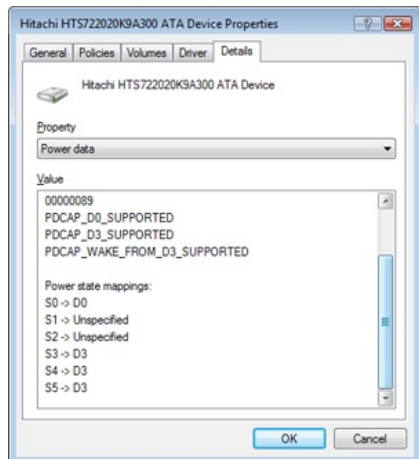 Hitachi HTS722020K9A300 ATA Device Properties
General Policies Volumes Driver Details
Hitachi HTS722020K9A300 ATA Device
Property
Power data
Value
00000089
PDCAP_D0_SUPPORTED
PDCAP_D3_SUPPORTED
PDCAP_WAKE_FROM_D3_SUPPORTED
Power state mappings:
S0 -> D0
S1 -> Unspecified
S2 -> Unspecified
S3 -> D3
S4 -> D3
S5 -> D3
OK Cancel